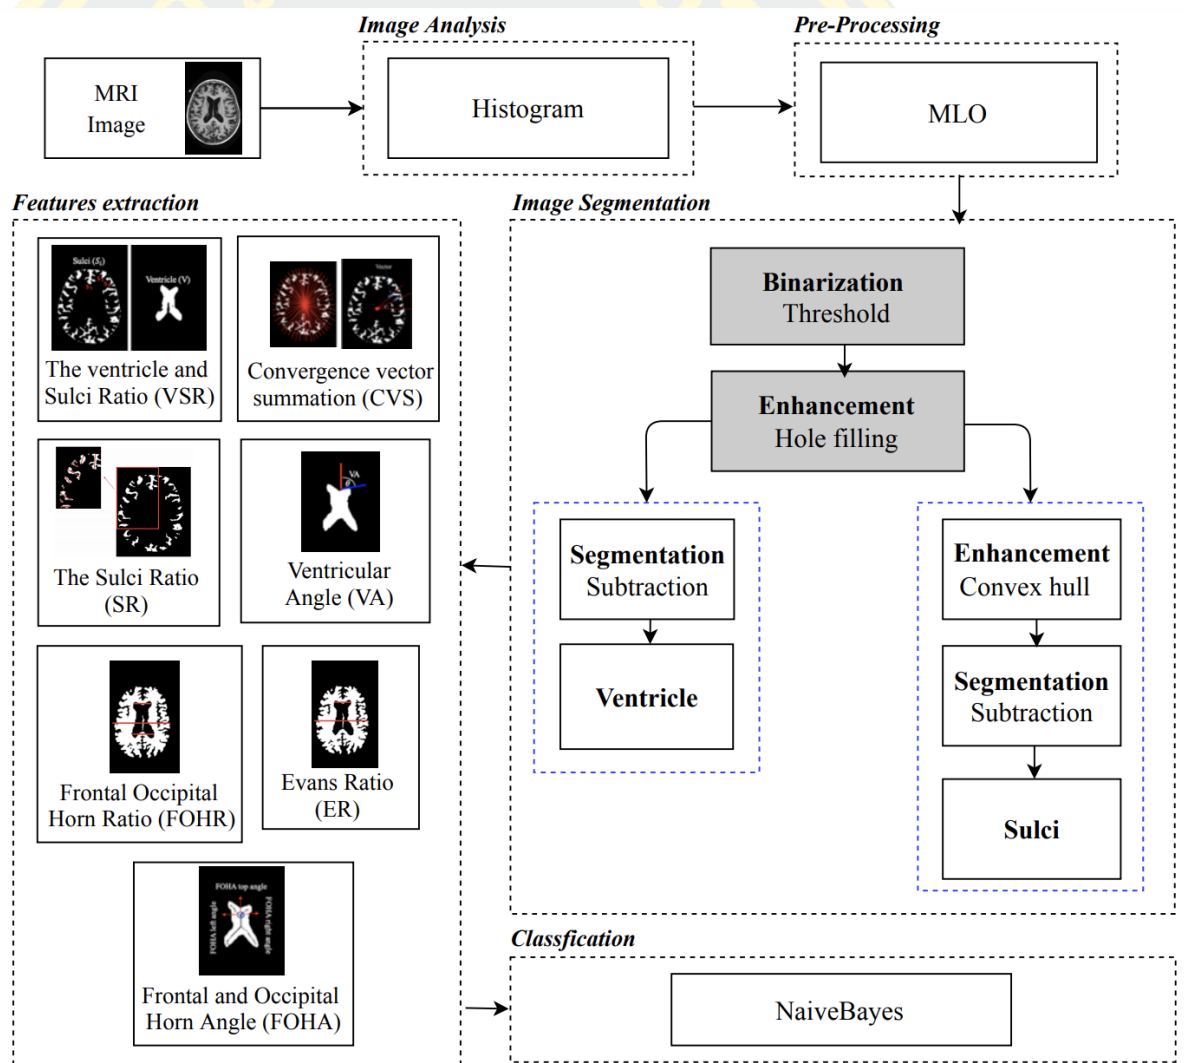 Image Analysis
Pre-Processing
MRI
Image
Histogram
MLO
Features extraction
Image Segmentation
Sulci (Sᵢ)
Ventricle (V)
The ventricle and
Sulci Ratio (VSR)
Vector
Convergence vector
summation (CVS)
The Sulci Ratio
(SR)
VA
θ
Ventricular
Angle (VA)
Frontal Occipital
Horn Ratio (FOHR)
Evans Ratio
(ER)
FOHA top angle
FOHA left angle
FOHA right angle
Frontal and Occipital
Horn Angle (FOHA)
Binarization
Threshold
Enhancement
Hole filling
Segmentation
Subtraction
Ventricle
Enhancement
Convex hull
Segmentation
Subtraction
Sulci
Classfication
NaiveBayes